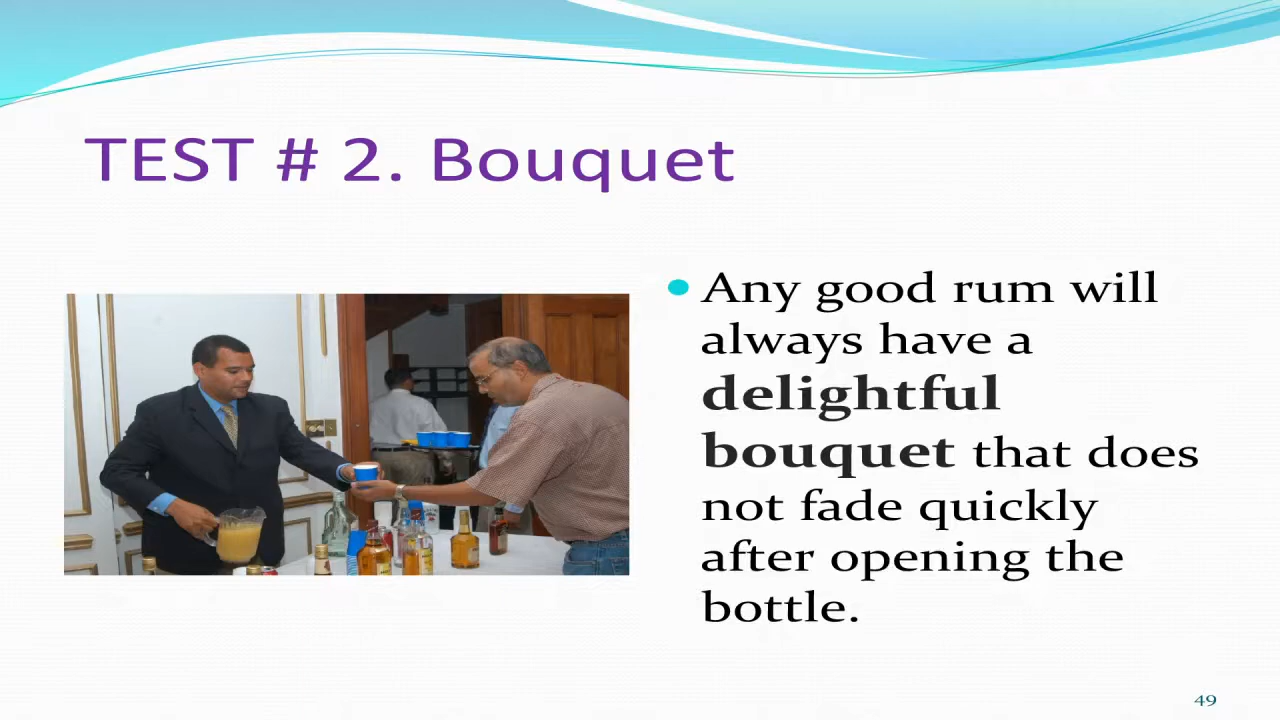 TEST # 2. Bouquet
Any good rum will
always have a
delightful
bouquet that does
not fade quickly
after opening the
bottle.
49